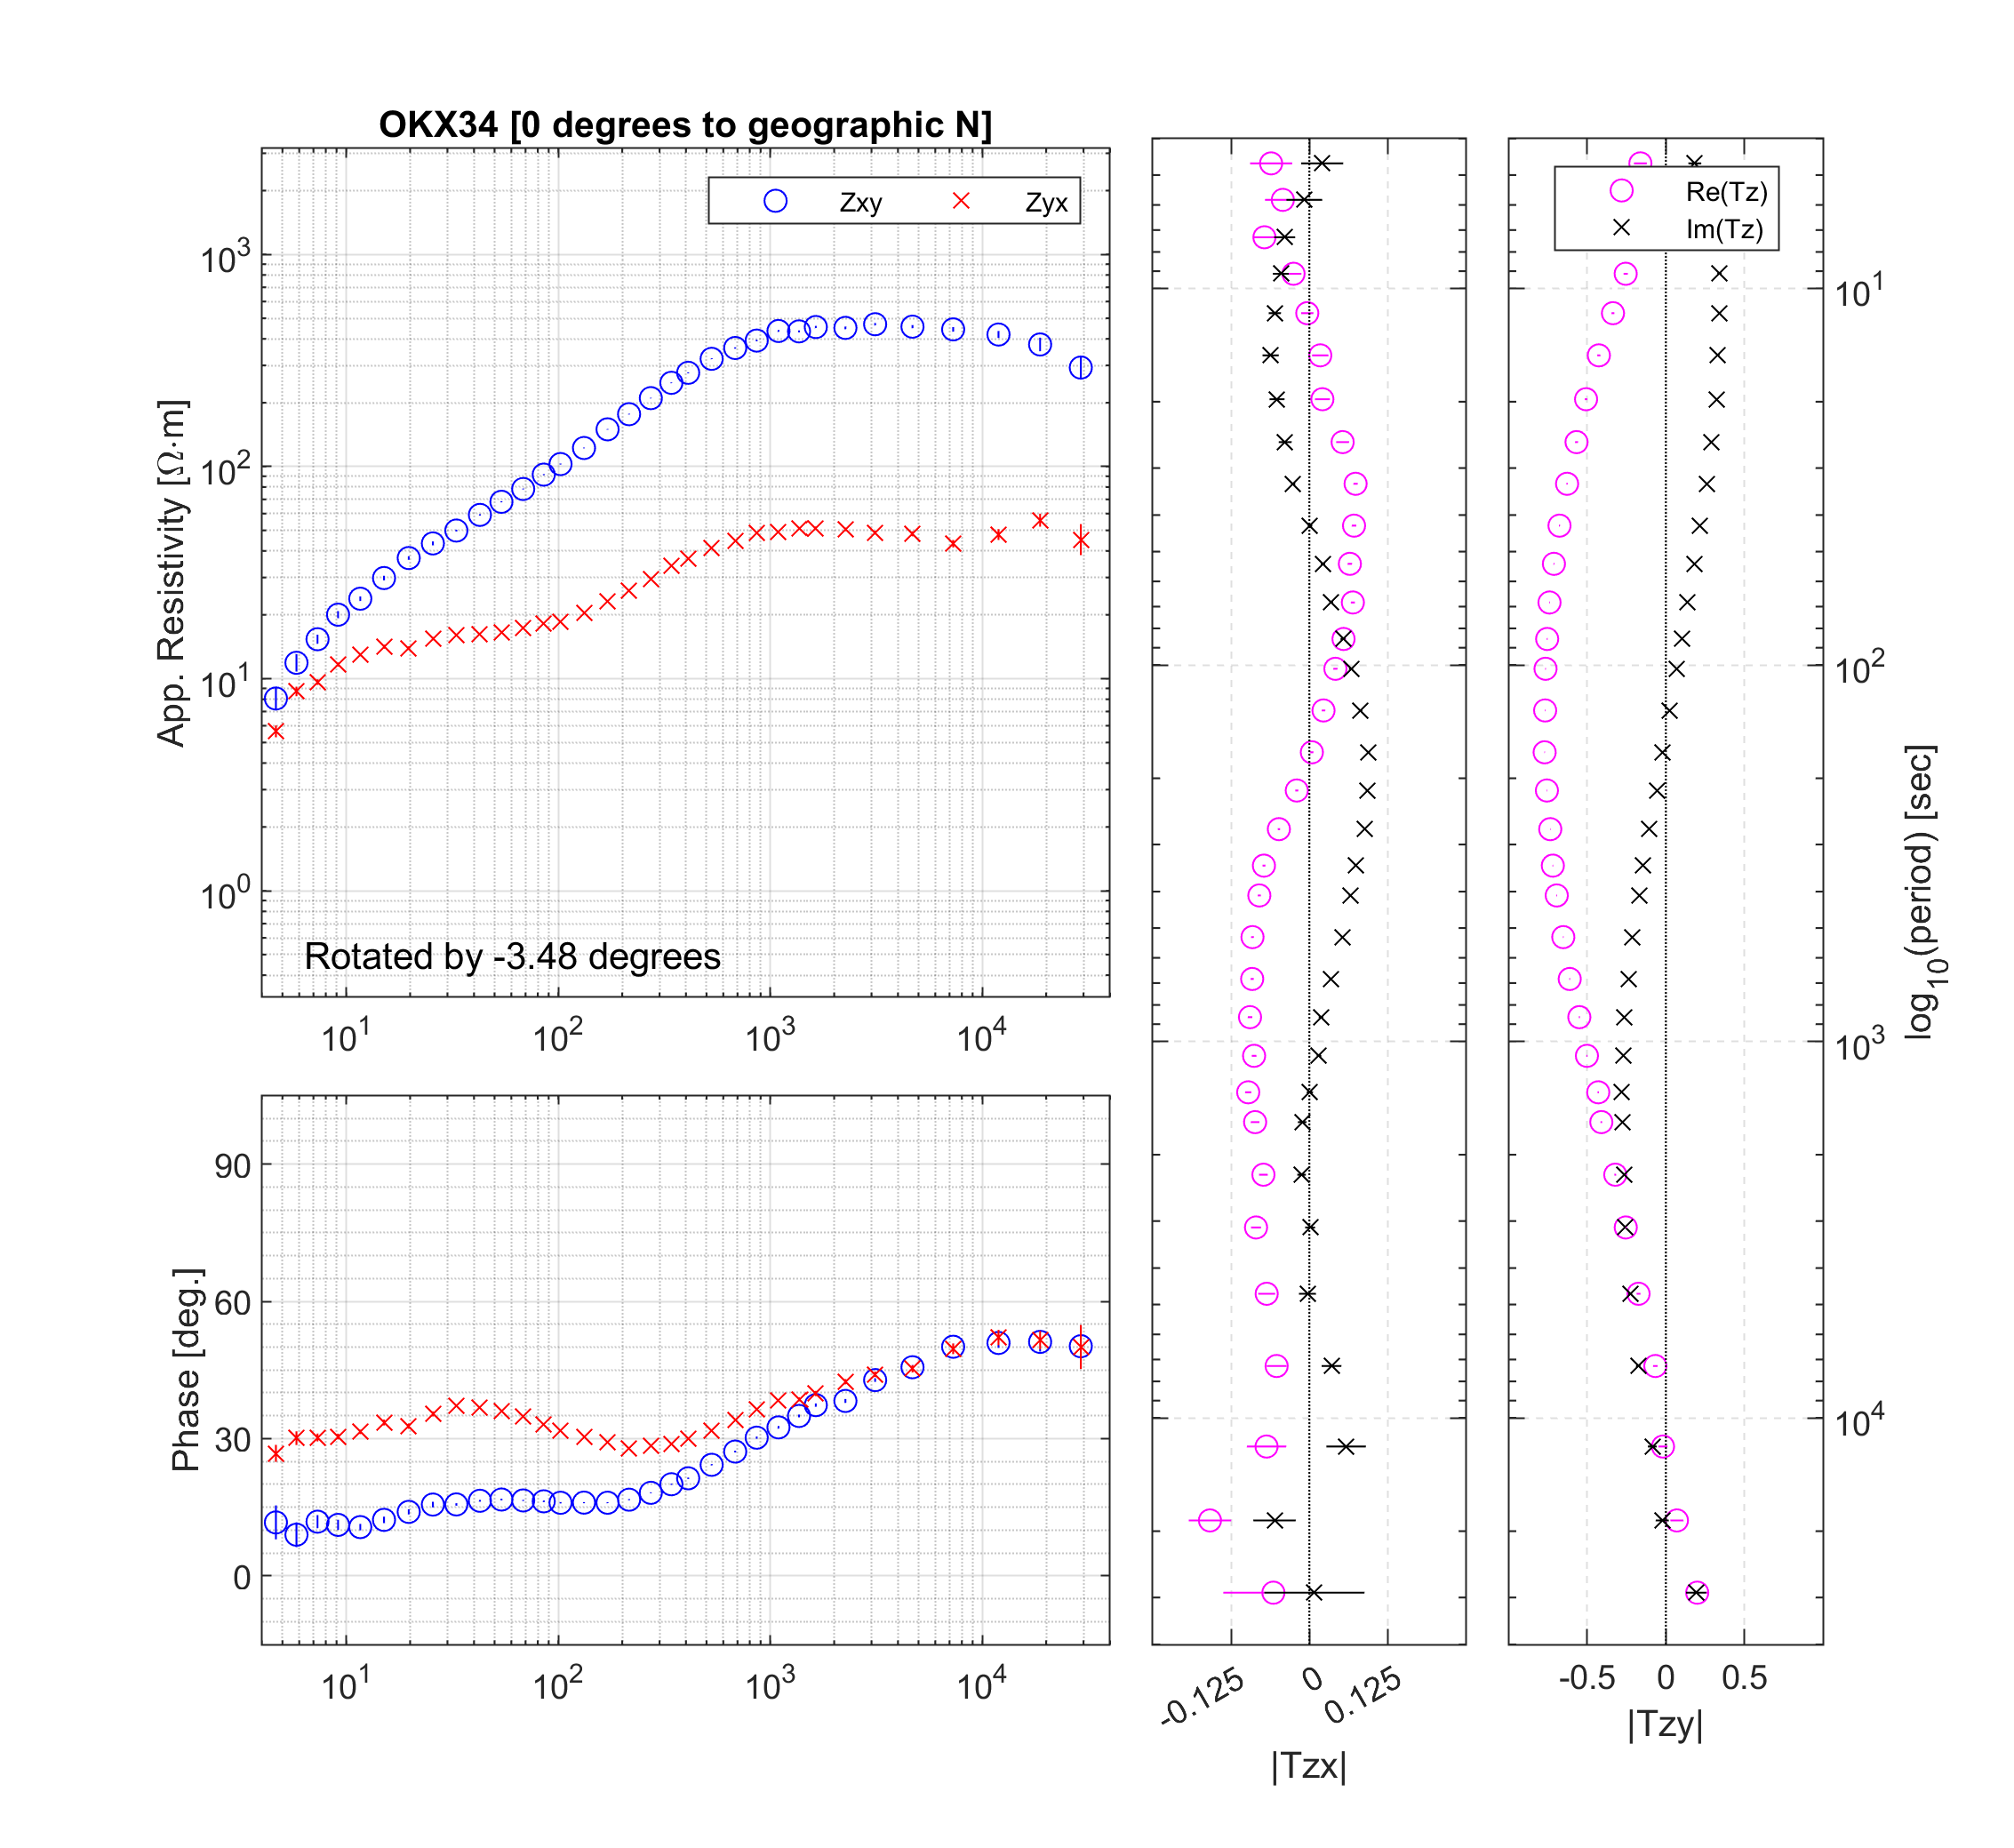 OKX34 [0 degrees to geographic N]
Zxy Zyx
App. Resistivity [Ω·m]
10^3
10^2
10^1
10^0
Rotated by -3.48 degrees
10^1 10^2 10^3 10^4
Phase [deg.]
90
60
30
0
10^1 10^2 10^3 10^4
-0.125 0 0.125
|Tzx|
Re(Tz)
Im(Tz)
-0.5 0 0.5
|Tzy|
10^1
10^2
10^3
10^4
log_10(period) [sec]